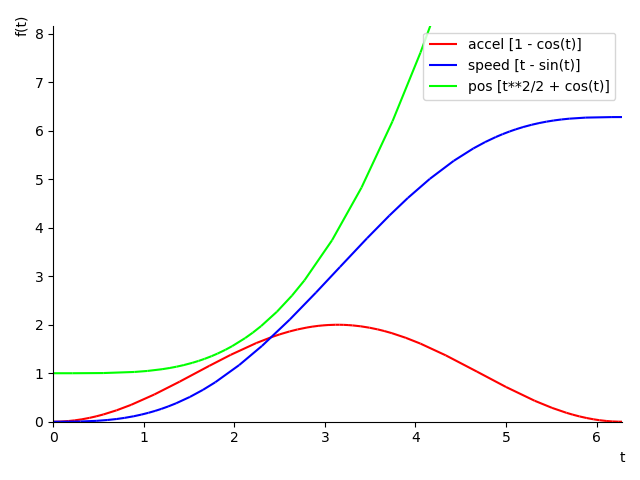 f(t)
8
7
6
5
4
3
2
1
0
accel [1 - cos(t)]
speed [t - sin(t)]
pos [t**2/2 + cos(t)]
0 1 2 3 4 5 6
t